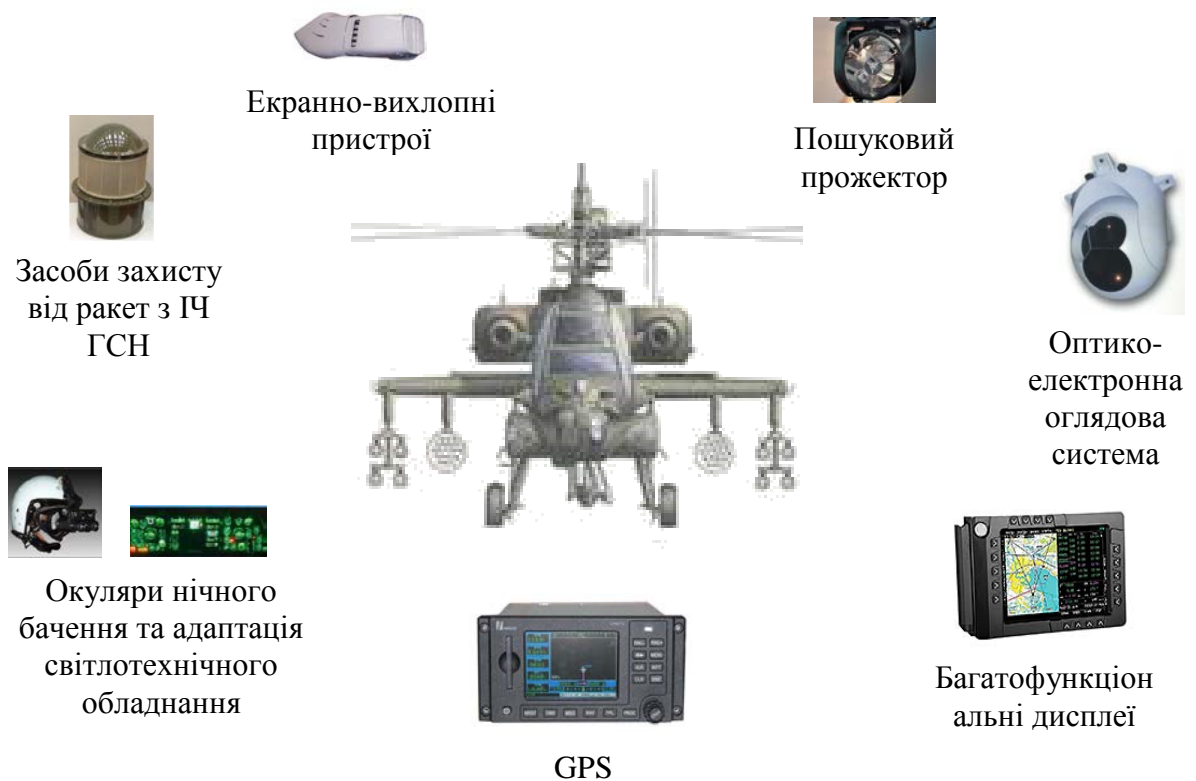 Екранно-вихлопні
пристрої
Пошуковий
прожектор
Засоби захисту
від ракет з ІЧ
ГСН
Оптико-
електронна
оглядова
система
Окуляри нічного
бачення та адаптація
світлотехнічного
обладнання
Багатофункціон
альні дисплеї
GPS